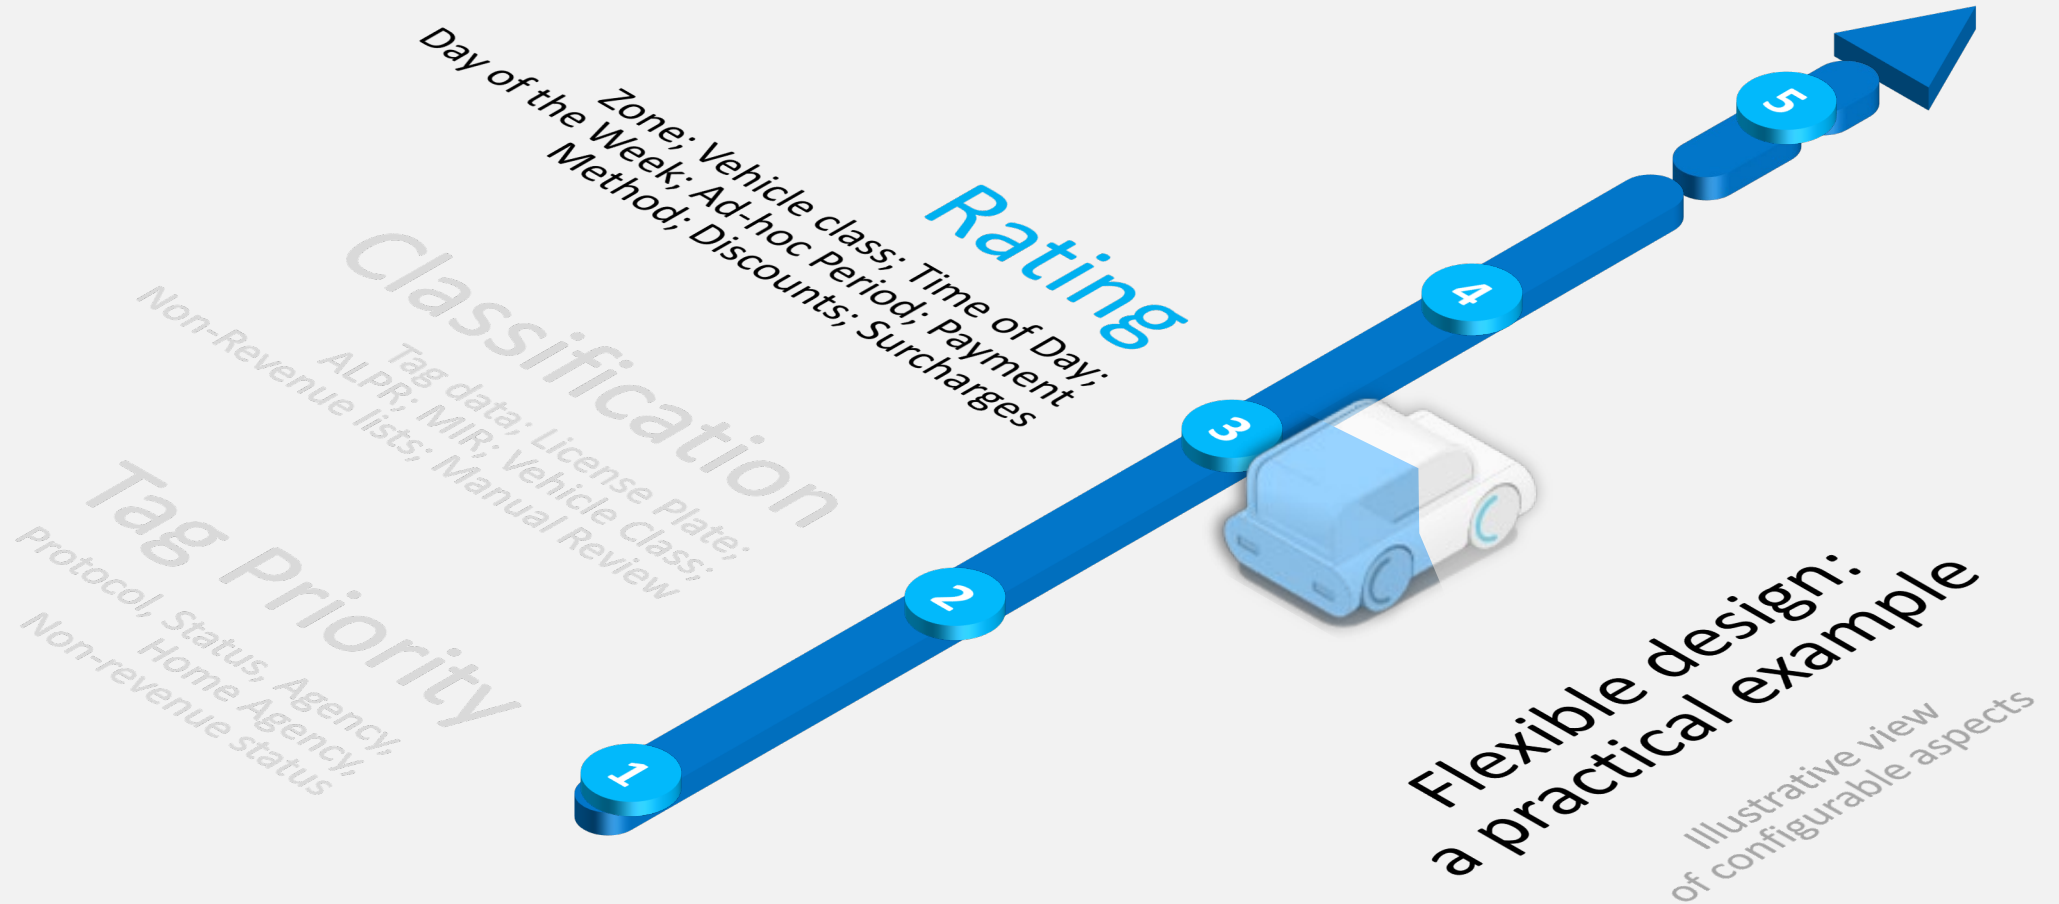 Rating
Zone; Vehicle class; Time of Day;
Day of the Week; Ad-hoc Period; Payment
Method; Discounts; Surcharges
Classification
Tag data; License Plate;
ALPR; MIR; Vehicle Class;
Non-Revenue lists; Manual Review
Tag Priority
Protocol, Status, Agency,
Home Agency,
Non-revenue status
1
2
3
4
5
Flexible design:
a practical example
Illustrative view
of configurable aspects